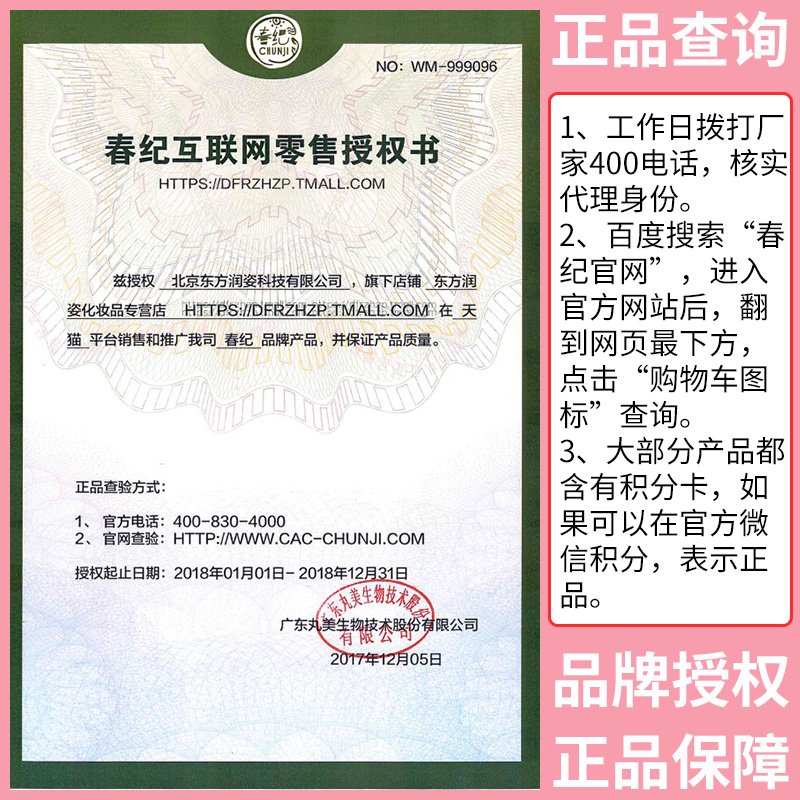 春纪
CHUNJI
NO：WM-999096
春纪互联网零售授权书
HTTPS://DFRZHZP.TMALL.COM
兹授权 北京东方润姿科技有限公司，旗下店铺 东方润
姿化妆品专营店 HTTPS://DFRZHZP.TMALL.COM 在 天
猫 平台销售和推广我司 春纪 品牌产品，并保证产品质量。
正品查验方式：
1、官方电话：400-830-4000
2、官网查验：HTTP://WWW.CAC-CHUNJI.COM
授权起止日期：2018年01月01日- 2018年12月31日
广东丸美生物技术股份有限公司
广东丸美生物技术股份
有限公司
2017年12月05日
正品查询
1、工作日拨打厂
家400电话，核实
代理身份。
2、百度搜索“春
纪官网”，进入
官方网站后，翻
到网页最下方，
点击“购物车图
标”查询。
3、大部分产品都
含有积分卡，如
果可以在官方微
信积分，表示正
品。
品牌授权
正品保障